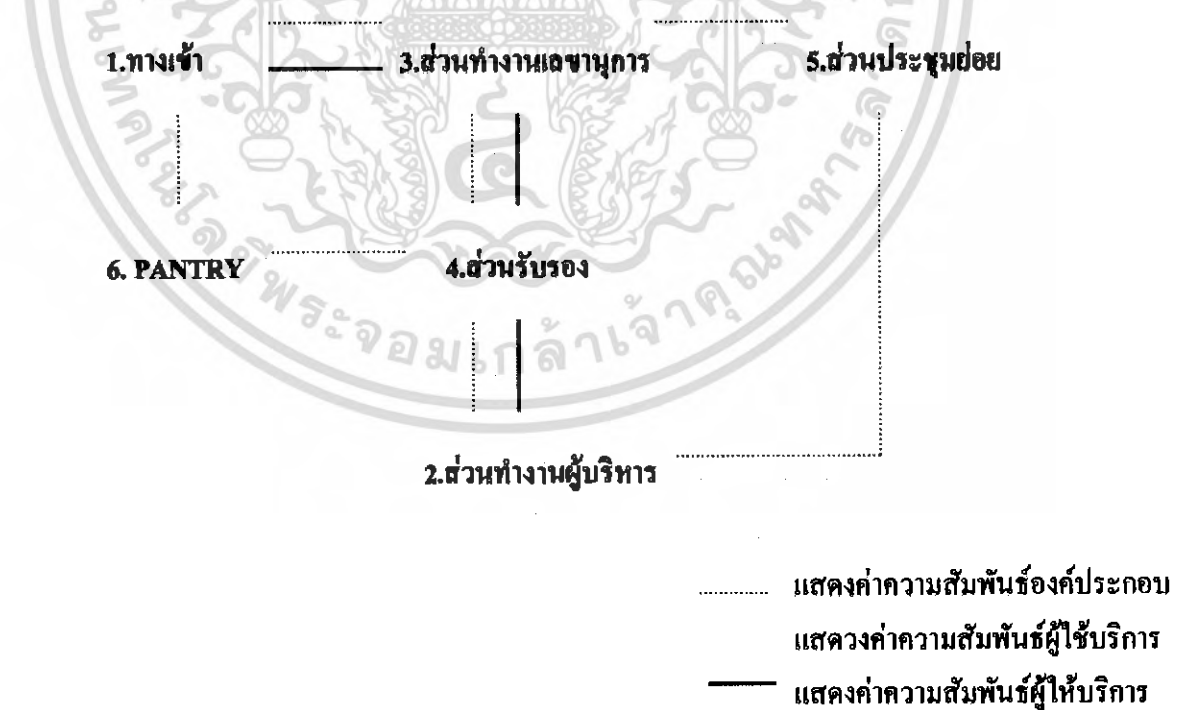 1.ทางเข้า 3.ส่วนทำงานเลขานุการ 5.ส่วนประชุมย่อย
6. PANTRY 4.ส่วนรับรอง
2.ส่วนทำงานผู้บริหาร
แสดงค่าความสัมพันธ์องค์ประกอบ
แสดวงค่าความสัมพันธ์ผู้ใช้บริการ
แสดงค่าความสัมพันธ์ผู้ให้บริการ